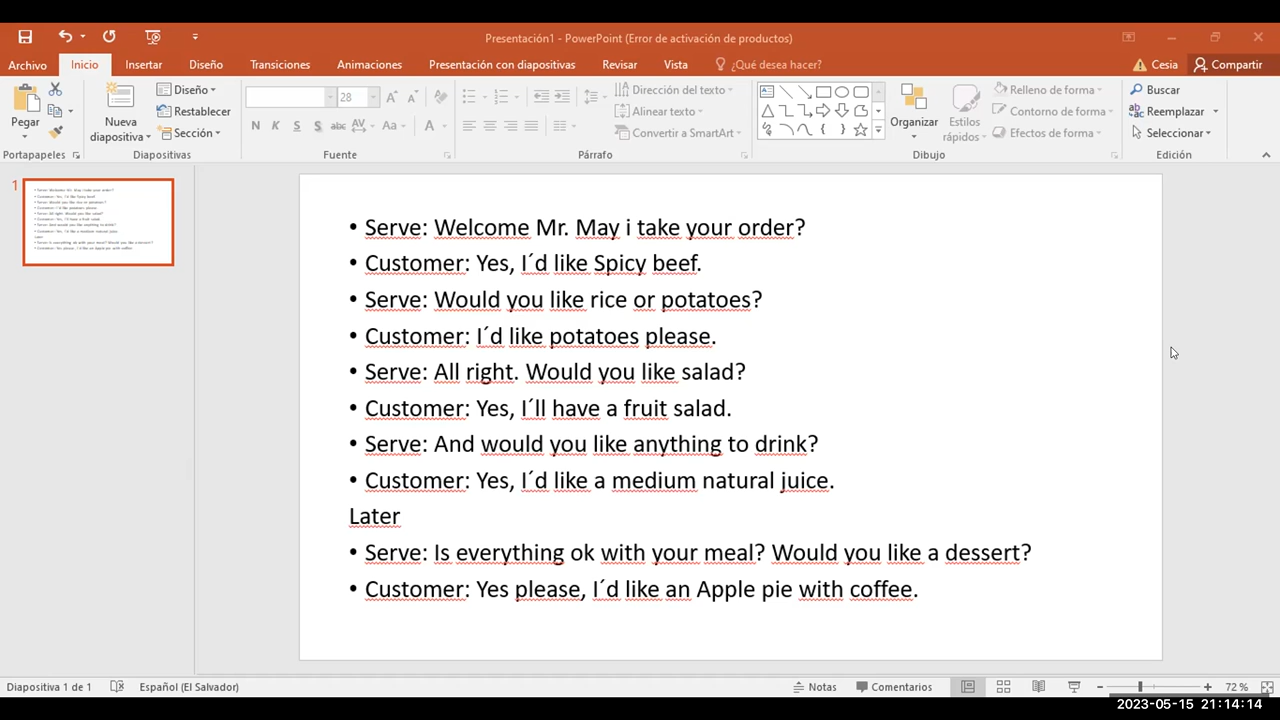 Presentación1 - PowerPoint (Error de activación de productos)
Archivo Inicio Insertar Diseño Transiciones Animaciones Presentación con diapositivas Revisar Vista ¿Qué desea hacer? Cesia Compartir
Pegar
Portapapeles
Nueva diapositiva
Diseño
Restablecer
Sección
Diapositivas
28
N K S S abc AV Aa A
Fuente
Dirección del texto
Alinear texto
Convertir a SmartArt
Párrafo
Organizar
Estilos rápidos
Relleno de forma
Contorno de forma
Efectos de forma
Dibujo
Buscar
Reemplazar
Seleccionar
Edición
1
• Serve: Welcome Mr. May i take your order?
• Customer: Yes, I´d like Spicy beef.
• Serve: Would you like rice or potatoes?
• Customer: I´d like potatoes please.
• Serve: All right. Would you like salad?
• Customer: Yes, I´ll have a fruit salad.
• Serve: And would you like anything to drink?
• Customer: Yes, I´d like a medium natural juice.
Later
• Serve: Is everything ok with your meal? Would you like a dessert?
• Customer: Yes please, I´d like an Apple pie with coffee.
Diapositiva 1 de 1 Español (El Salvador) Notas Comentarios 72 %
2023-05-15 21:14:14